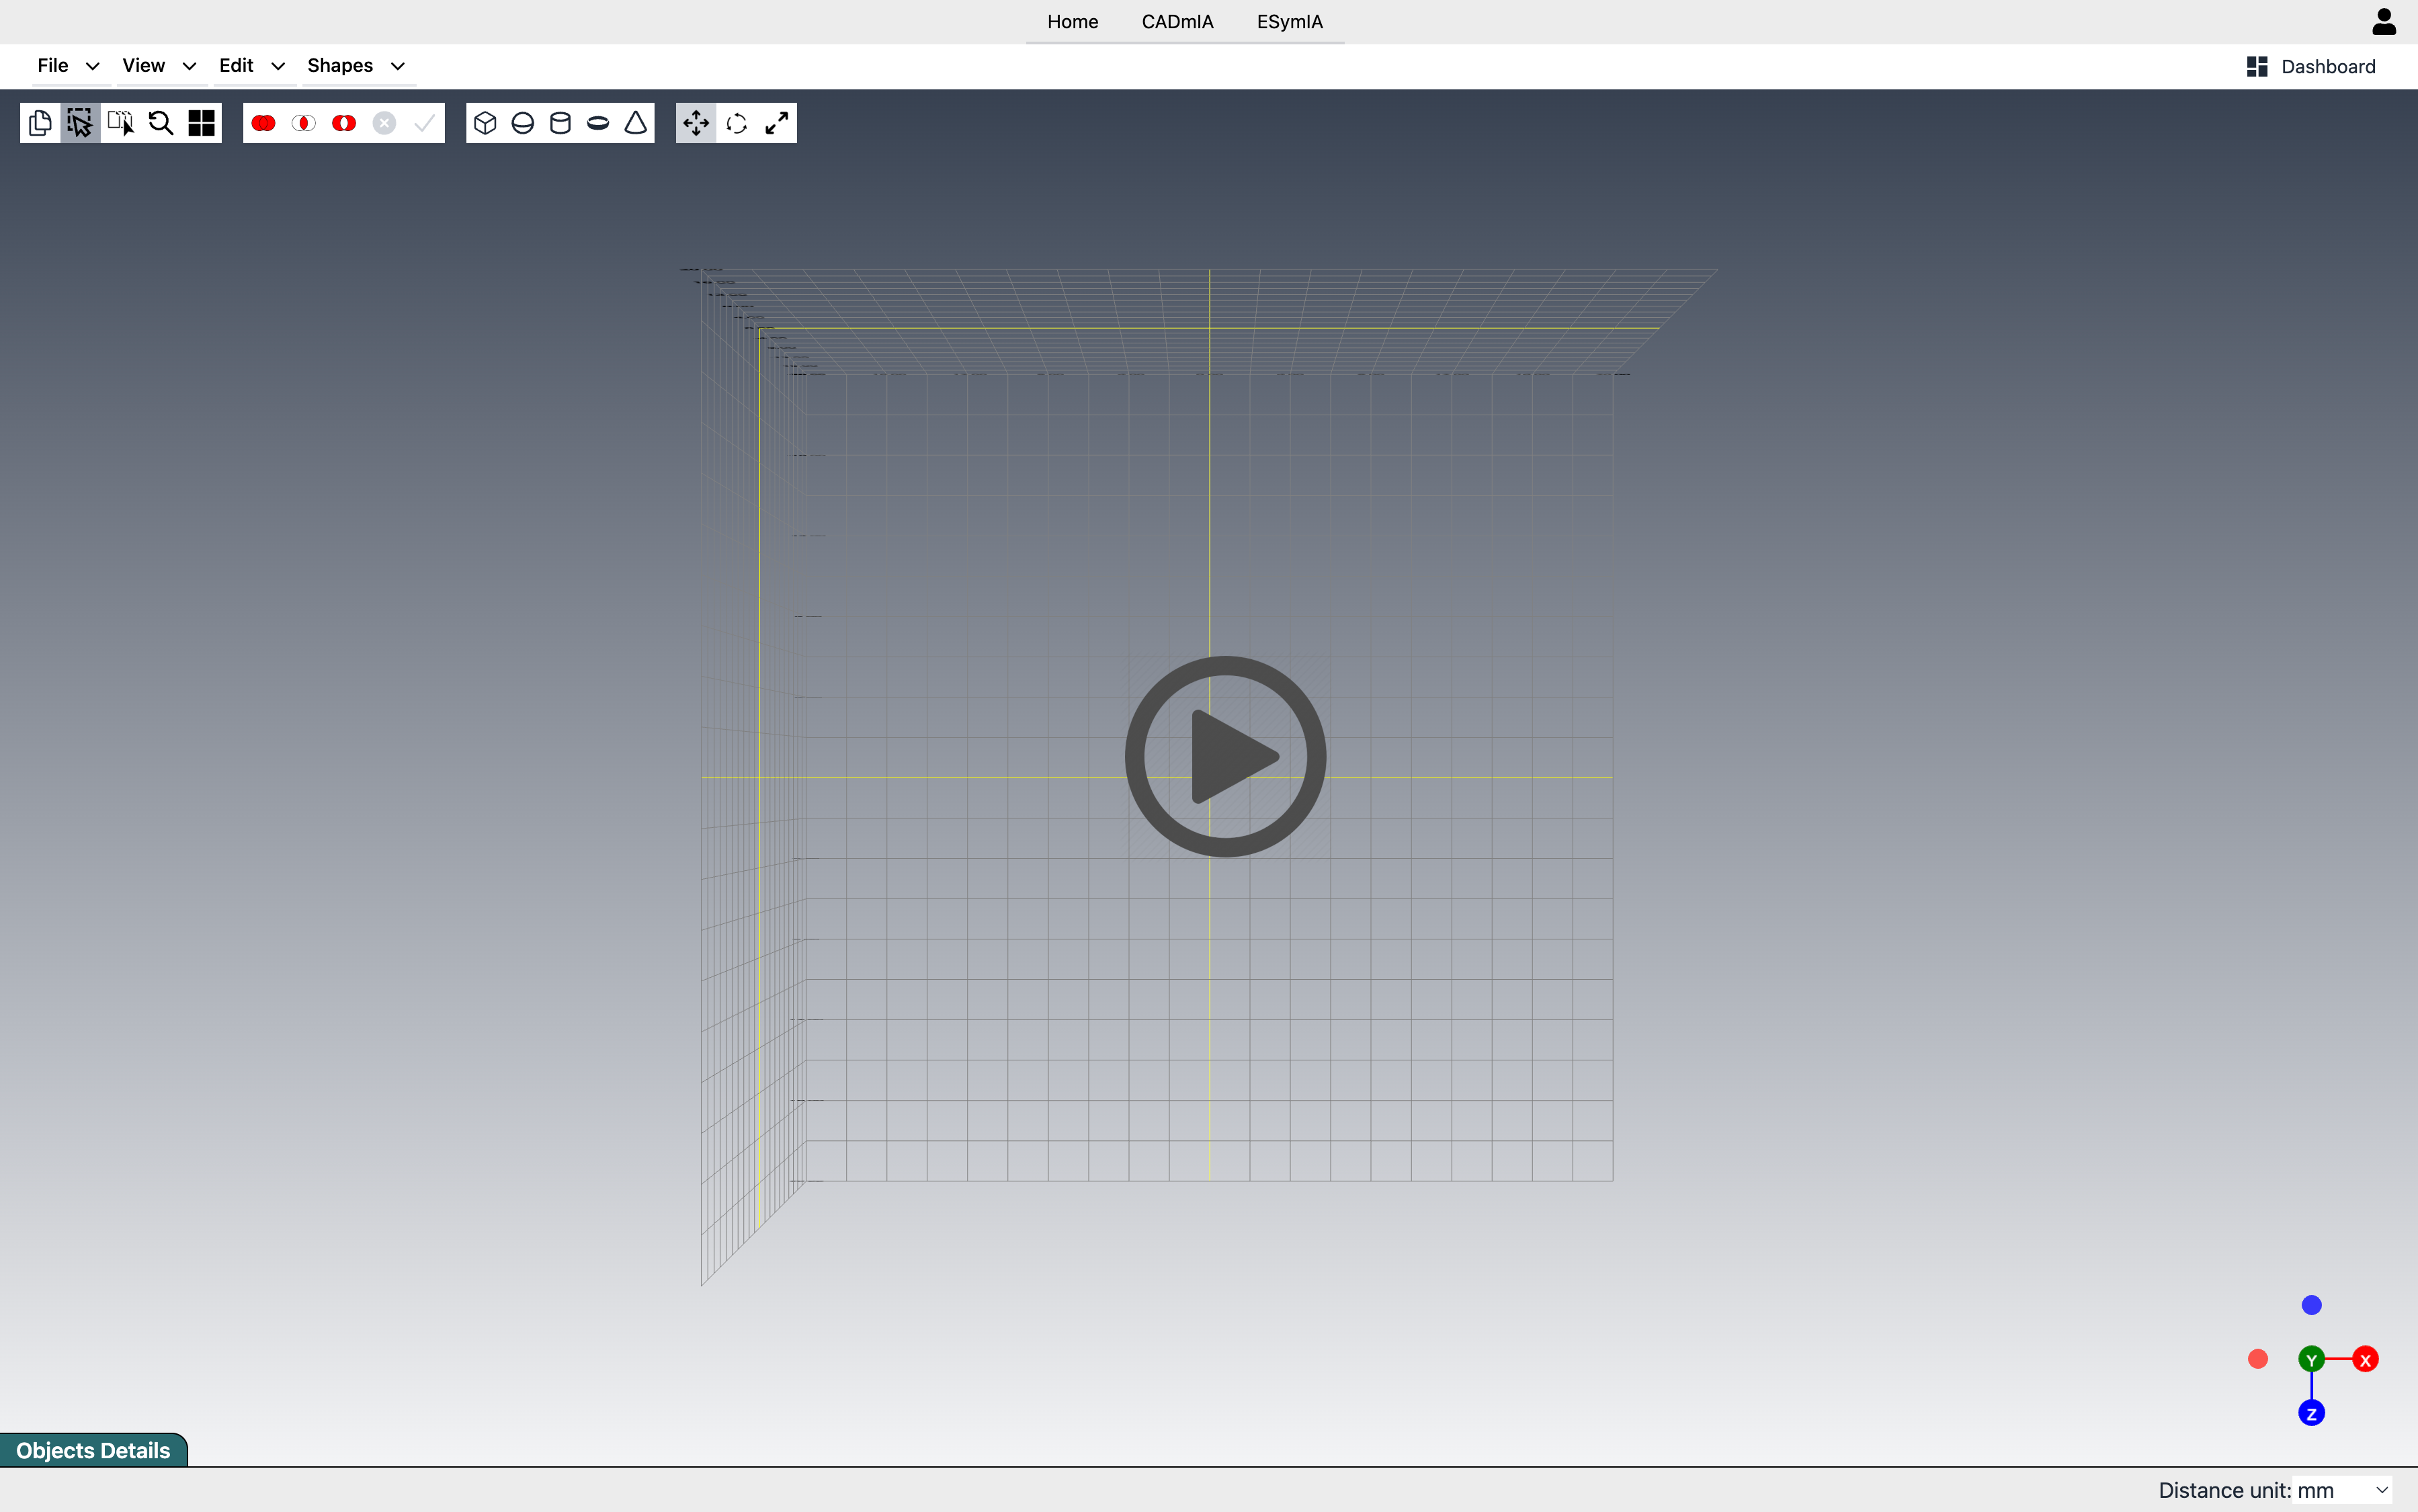 Home CADmIA ESymIA
File View Edit Shapes Dashboard
Y X
Z
Objects Details
Distance unit: mm